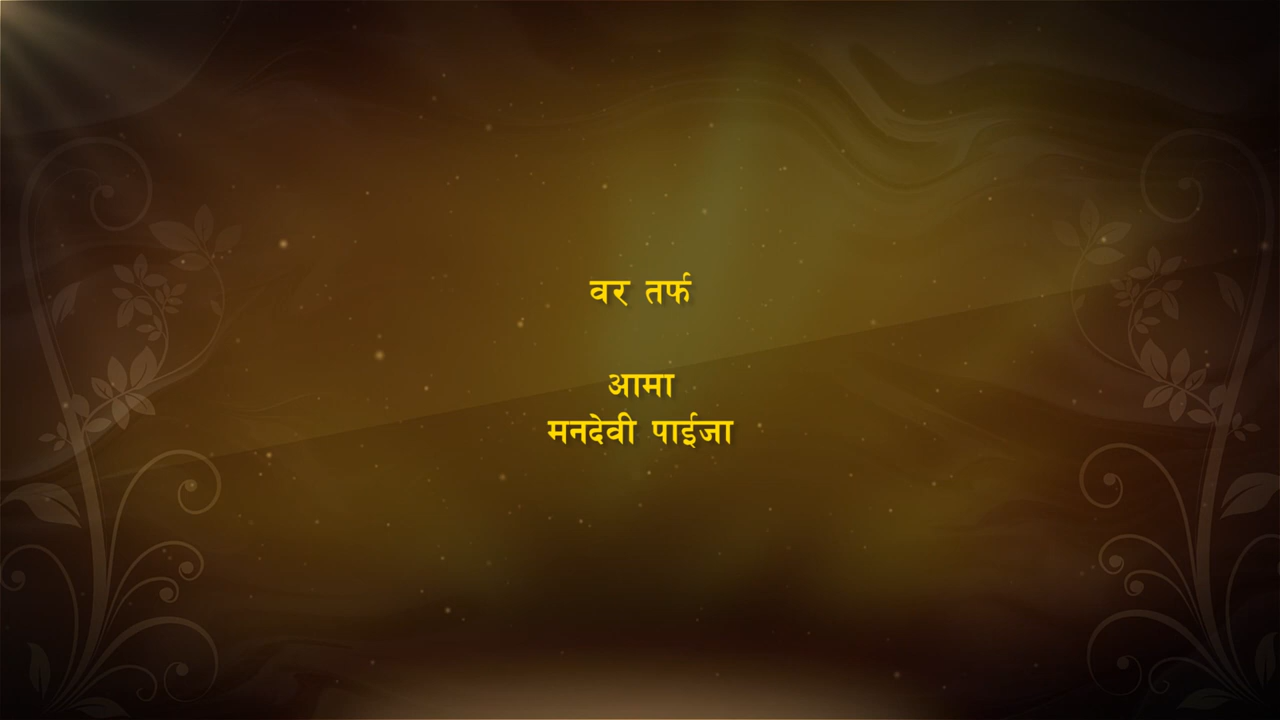 वर तर्फ
आमा
मनदेवी पाईजा